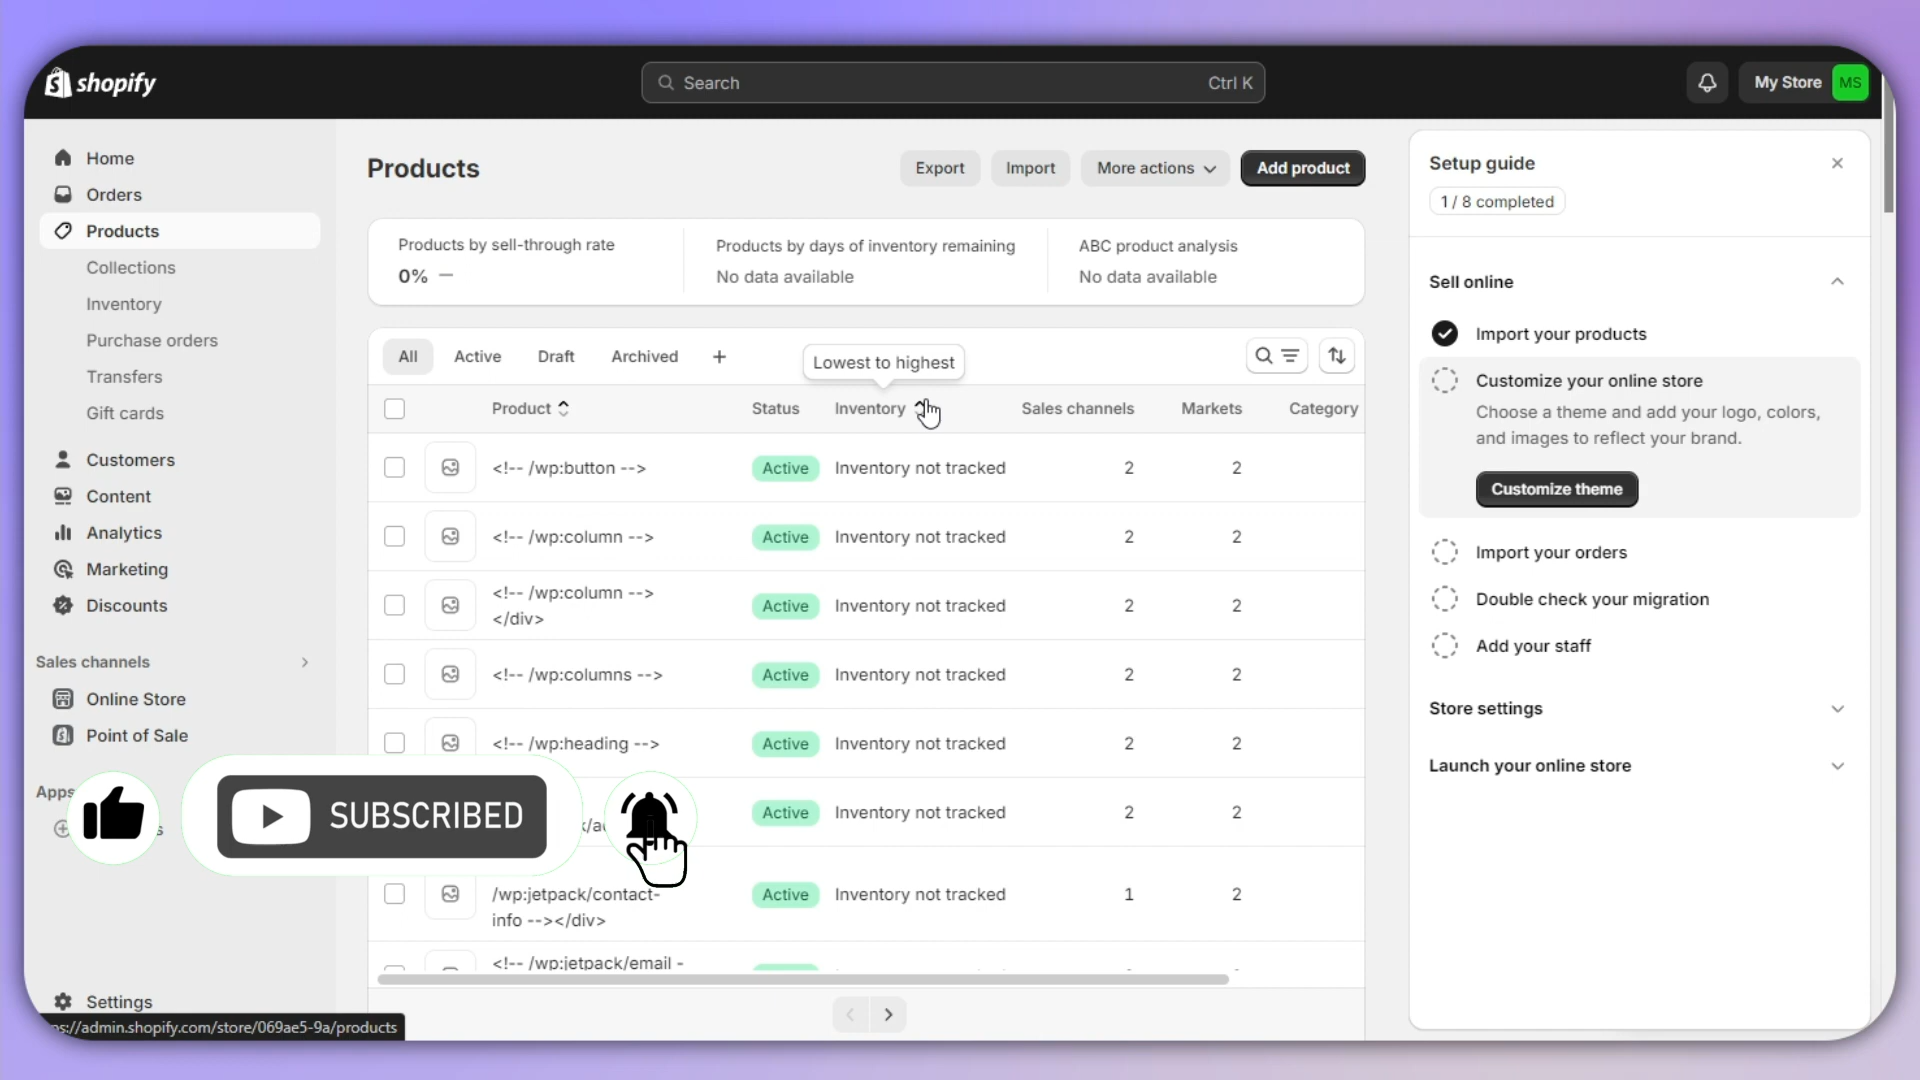 shopify
Search
Ctrl K
My Store
MS
Home
Orders
Products
Collections
Inventory
Purchase orders
Transfers
Gift cards
Customers
Content
Analytics
Marketing
Discounts
Sales channels
Online Store
Point of Sale
Apps
Settings
ps://admin.shopify.com/store/069ae5-9a/products
Products
Export
Import
More actions
Add product
Products by sell-through rate
0% —
Products by days of inventory remaining
No data available
ABC product analysis
No data available
All
Active
Draft
Archived
+
Lowest to highest
Product
Status
Inventory
Sales channels
Markets
Category
<!-- /wp:button -->
Active
Inventory not tracked
2
2
<!-- /wp:column -->
Active
Inventory not tracked
2
2
<!-- /wp:column -->
</div>
Active
Inventory not tracked
2
2
<!-- /wp:columns -->
Active
Inventory not tracked
2
2
<!-- /wp:heading -->
Active
Inventory not tracked
2
2
Active
Inventory not tracked
2
2
/wp:jetpack/contact-
info --></div>
Active
Inventory not tracked
1
2
<!-- /wp:jetpack/email -
SUBSCRIBED
Setup guide
1 / 8 completed
Sell online
Import your products
Customize your online store
Choose a theme and add your logo, colors,
and images to reflect your brand.
Customize theme
Import your orders
Double check your migration
Add your staff
Store settings
Launch your online store